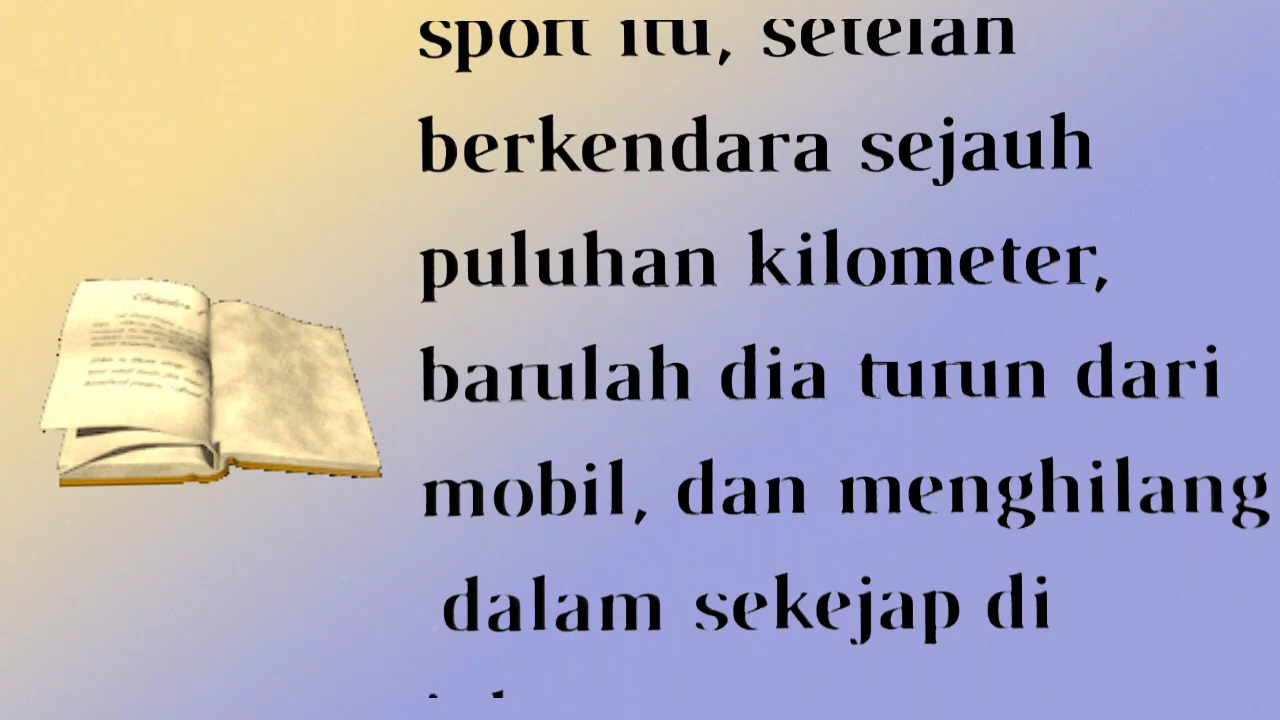 sport itu, setelah
berkendara sejauh
puluhan kilometer,
barulah dia turun dari
mobil, dan menghilang
dalam sekejap di